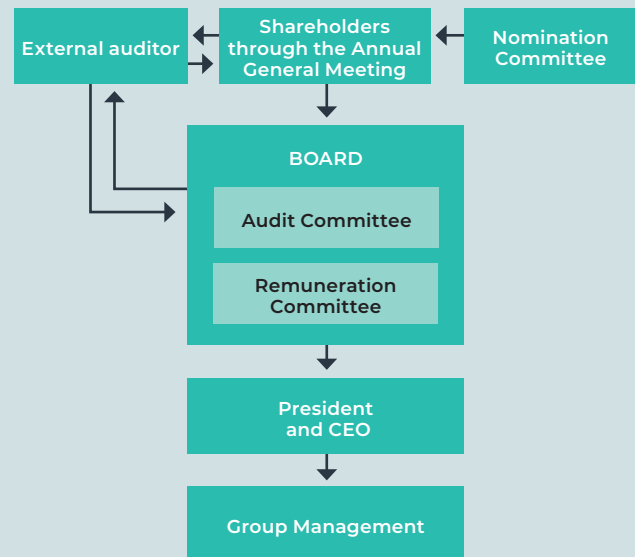 External auditor
Shareholders
through the Annual
General Meeting
Nomination
Committee
BOARD
Audit Committee
Remuneration
Committee
President
and CEO
Group Management